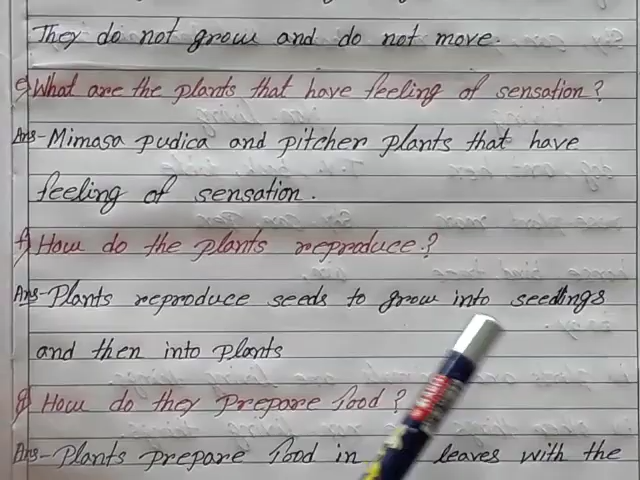 They do not grow and do not move.
e) What are the plants that have feeling of sensation?
Ans- Mimosa pudica and pitcher plants that have
feeling of sensation.
f) How do the plants reproduce?
Ans- Plants reproduce seeds to grow into seedlings
and then into plants
g) How do they prepare food?
Ans- Plants prepare food in leaves with the